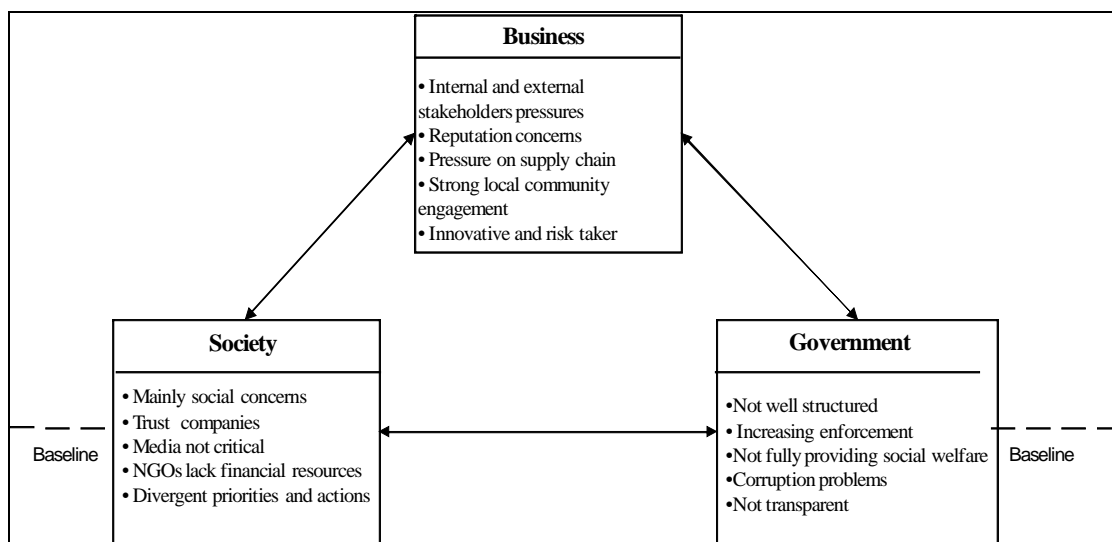 Business
• Internal and external
stakeholders pressures
• Reputation concerns
• Pressure on supply chain
• Strong local community
engagement
• Innovative and risk taker
Society
• Mainly social concerns
• Trust companies
• Media not critical
• NGOs lack financial resources
• Divergent priorities and actions
Government
•Not well structured
• Increasing enforcement
•Not fully providing social welfare
•Corruption problems
•Not transparent
Baseline
Baseline